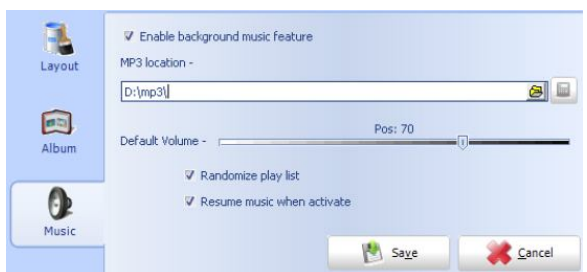 Layout
Enable background music feature
MP3 location -
D:\mp3\
Album
Default Volume -
Pos: 70
Randomize play list
Resume music when activate
Music
Save
Cancel